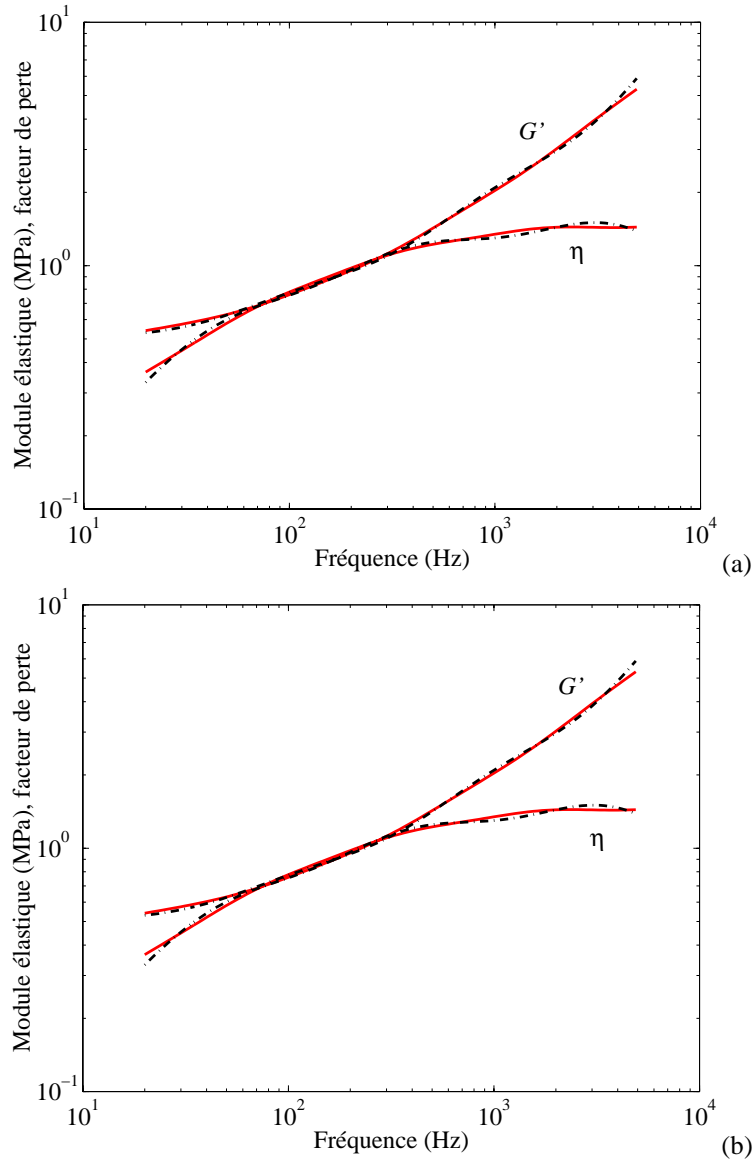 10^1
G’
10^0
η
10^-1
10^1
10^2
10^3
10^4
Module élastique (MPa), facteur de perte
Fréquence (Hz)
(a)
10^1
G’
10^0
η
10^-1
10^1
10^2
10^3
10^4
Module élastique (MPa), facteur de perte
Fréquence (Hz)
(b)